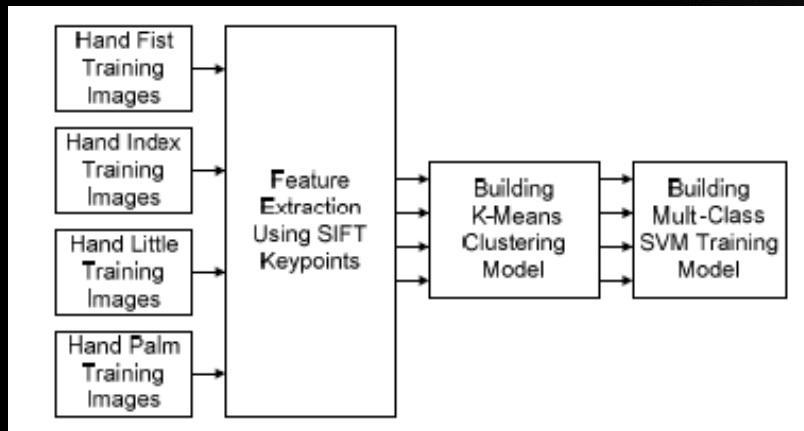 Hand Fist
Training
Images
Hand Index
Training
Images
Hand Little
Training
Images
Hand Palm
Training
Images
Feature
Extraction
Using SIFT
Keypoints
Building
K-Means
Clustering
Model
Building
Mult-Class
SVM Training
Model